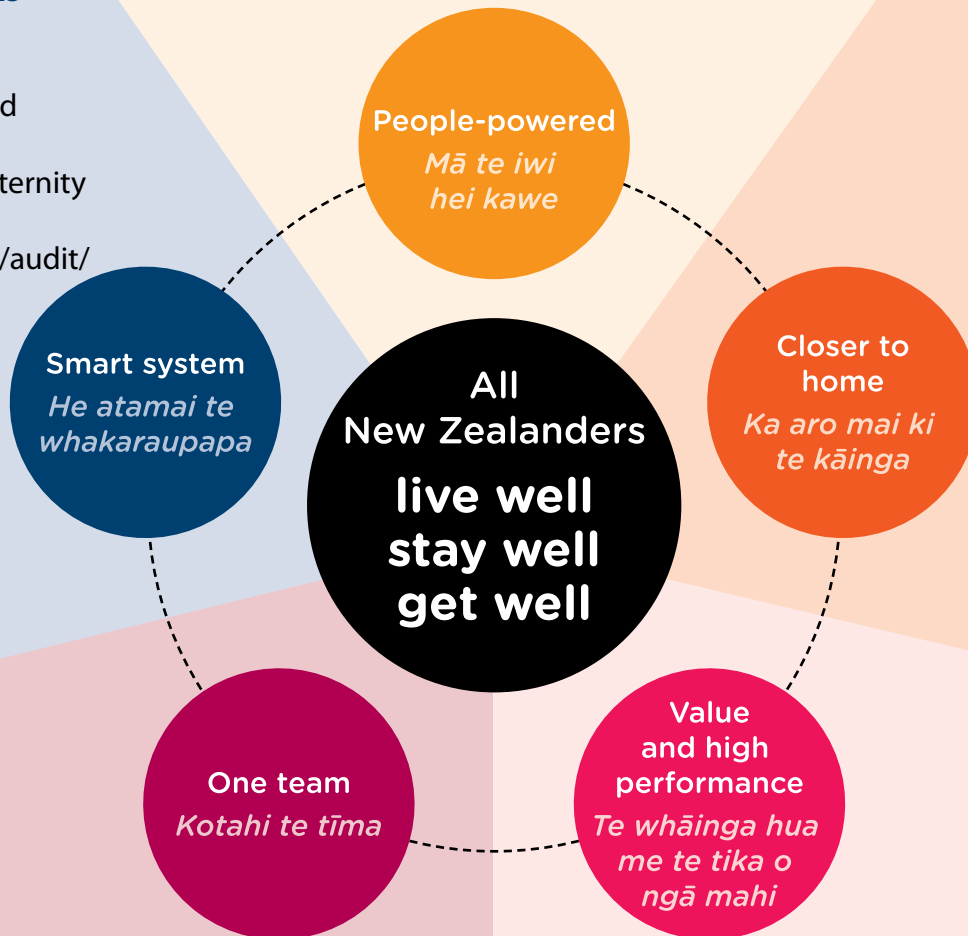 d
ternity
/audit/
People-powered
Mā te iwi
hei kawe
Closer to
home
Ka aro mai ki
te kāinga
Value
and high
performance
Te whāinga hua
me te tika o
ngā mahi
One team
Kotahi te tīma
Smart system
He atamai te
whakaraupapa
All
New Zealanders
live well
stay well
get well